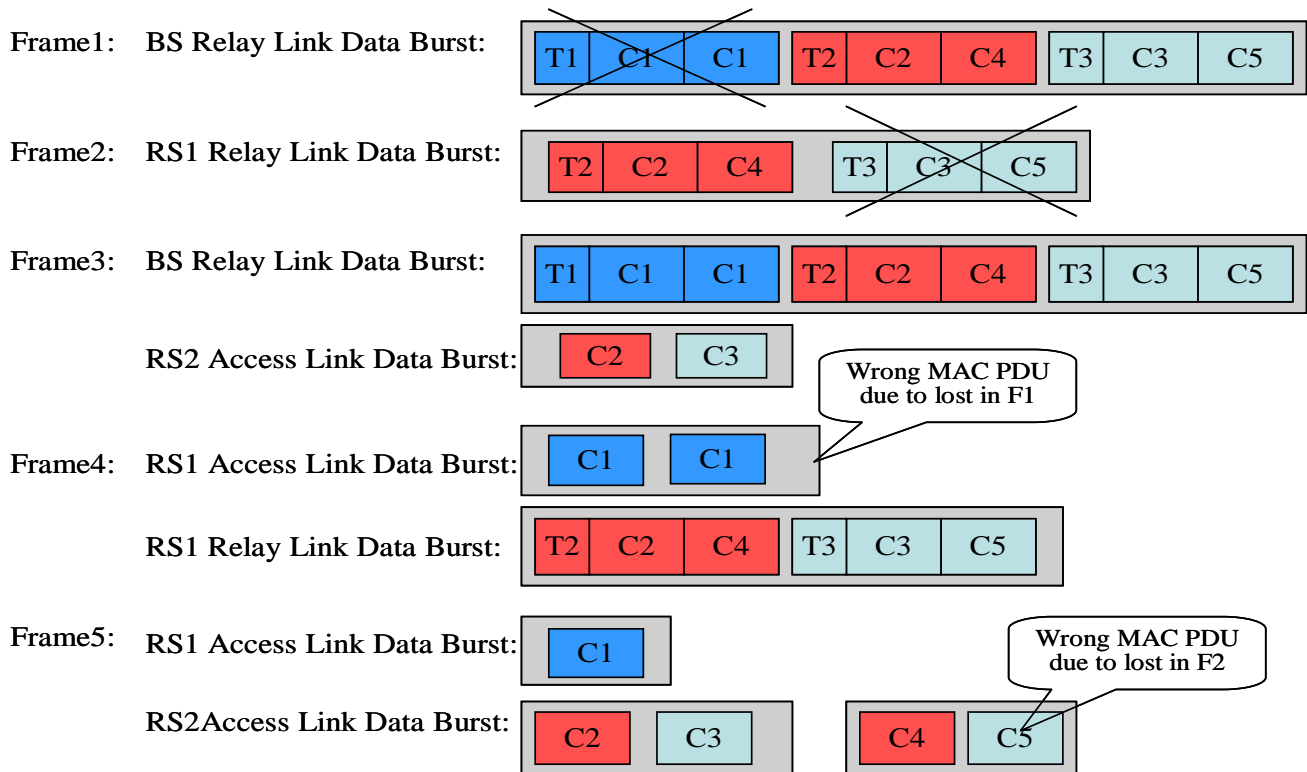 Frame1: BS Relay Link Data Burst: T1 C1 C1 T2 C2 C4 T3 C3 C5
Frame2: RS1 Relay Link Data Burst: T2 C2 C4 T3 C3 C5
Frame3: BS Relay Link Data Burst: T1 C1 C1 T2 C2 C4 T3 C3 C5
RS2 Access Link Data Burst: C2 C3
Wrong MAC PDU
due to lost in F1
Frame4: RS1 Access Link Data Burst: C1 C1
RS1 Relay Link Data Burst: T2 C2 C4 T3 C3 C5
Frame5: RS1 Access Link Data Burst: C1
Wrong MAC PDU
due to lost in F2
RS2Access Link Data Burst: C2 C3 C4 C5